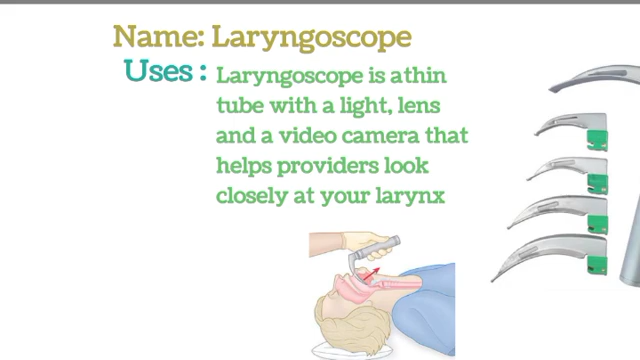 Name: Laryngoscope
Uses : Laryngoscope is a thin
tube with a light, lens
and a video camera that
helps providers look
closely at your larynx